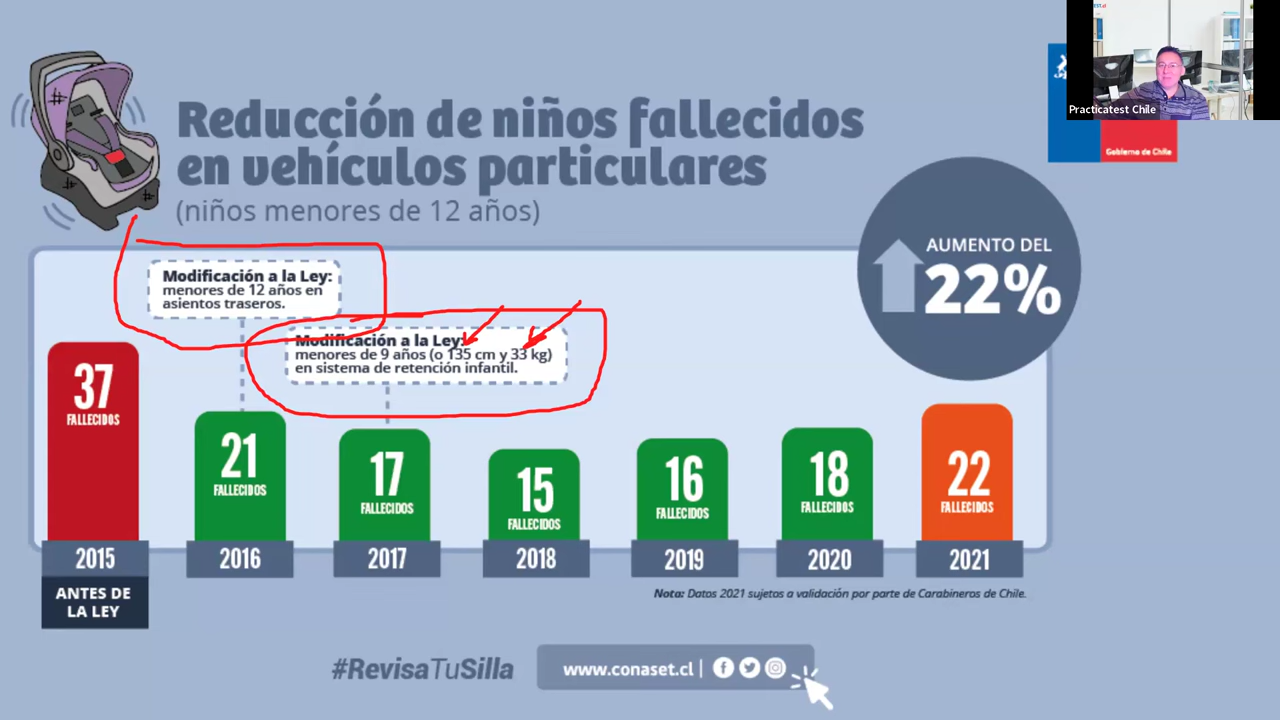 Practicatest Chile
Gobierno de Chile
Reducción de niños fallecidos
en vehículos particulares
(niños menores de 12 años)
AUMENTO DEL
22%
Modificación a la Ley:
menores de 12 años en
asientos traseros.
Modificación a la Ley:
menores de 9 años (o 135 cm y 33 kg)
en sistema de retención infantil.
37
FALLECIDOS
21
FALLECIDOS
17
FALLECIDOS
15
FALLECIDOS
16
FALLECIDOS
18
FALLECIDOS
22
FALLECIDOS
2015
2016
2017
2018
2019
2020
2021
ANTES DE
LA LEY
Nota: Datos 2021 sujetos a validación por parte de Carabineros de Chile.
#RevisaTuSilla
www.conaset.cl |